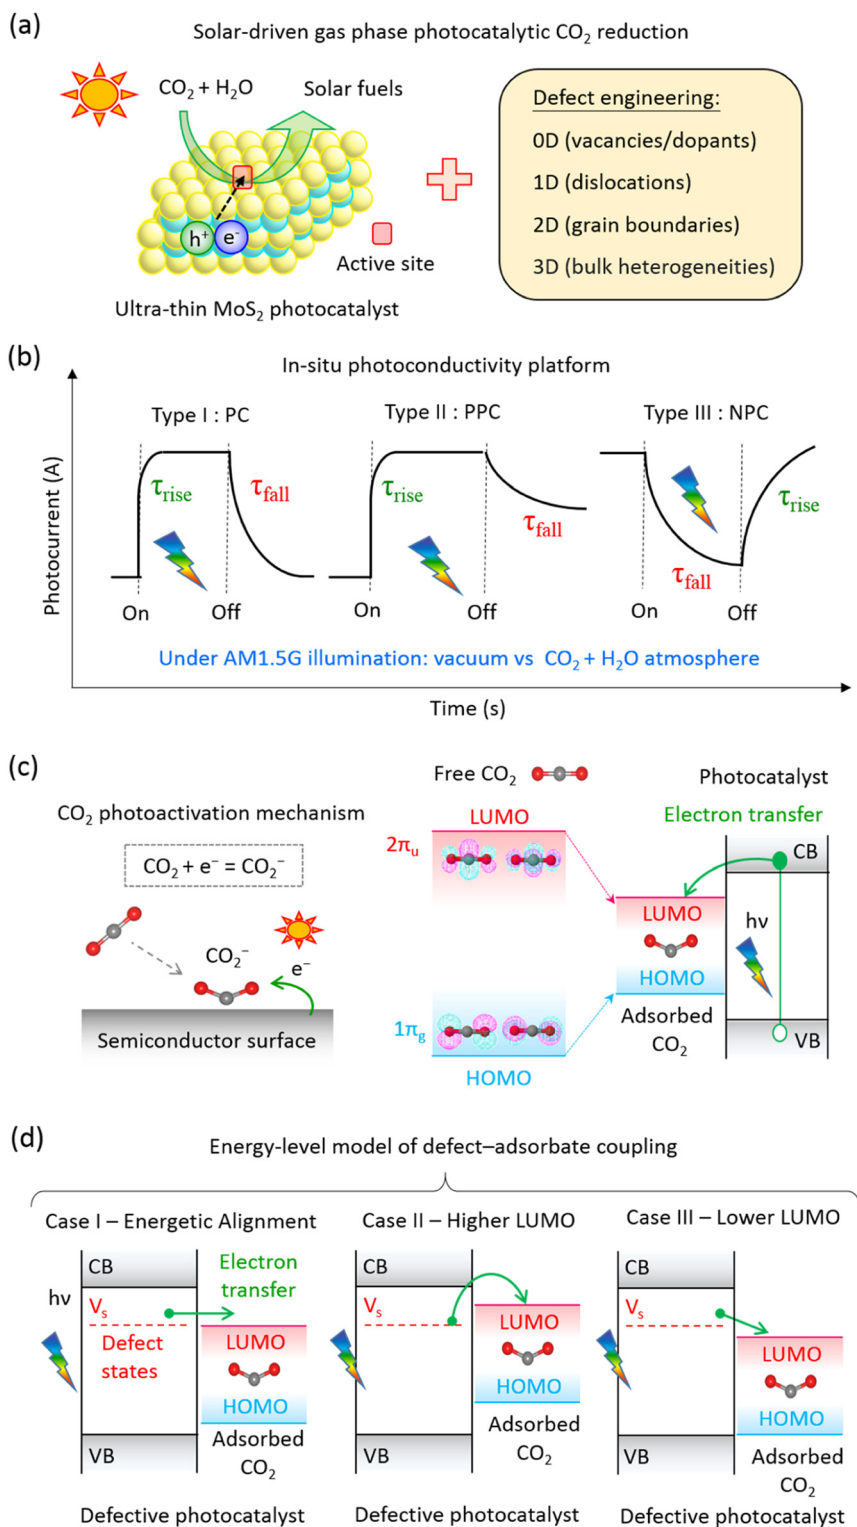 (a)
Solar-driven gas phase photocatalytic CO₂ reduction
CO₂ + H₂O
Solar fuels
h⁺
e⁻
Active site
Ultra-thin MoS₂ photocatalyst
Defect engineering:
0D (vacancies/dopants)
1D (dislocations)
2D (grain boundaries)
3D (bulk heterogeneities)
(b)
In-situ photoconductivity platform
Photocurrent (A)
Type I : PC
Type II : PPC
Type III : NPC
τrise
τfall
τrise
τfall
τfall
τrise
On
Off
On
Off
On
Off
Under AM1.5G illumination: vacuum vs CO₂ + H₂O atmosphere
Time (s)
(c)
CO₂ photoactivation mechanism
CO₂ + e⁻ = CO₂⁻
CO₂⁻
e⁻
Semiconductor surface
Free CO₂
LUMO
2πu
1πg
HOMO
LUMO
HOMO
Adsorbed
CO₂
Photocatalyst
Electron transfer
CB
hν
VB
(d)
Energy-level model of defect–adsorbate coupling
Case I – Energetic Alignment
hν
CB
Electron
transfer
Vs
Defect
states
LUMO
HOMO
VB
Adsorbed
CO₂
Defective photocatalyst
Case II – Higher LUMO
CB
Vs
LUMO
HOMO
VB
Adsorbed
CO₂
Defective photocatalyst
Case III – Lower LUMO
CB
Vs
LUMO
HOMO
VB
Adsorbed
CO₂
Defective photocatalyst